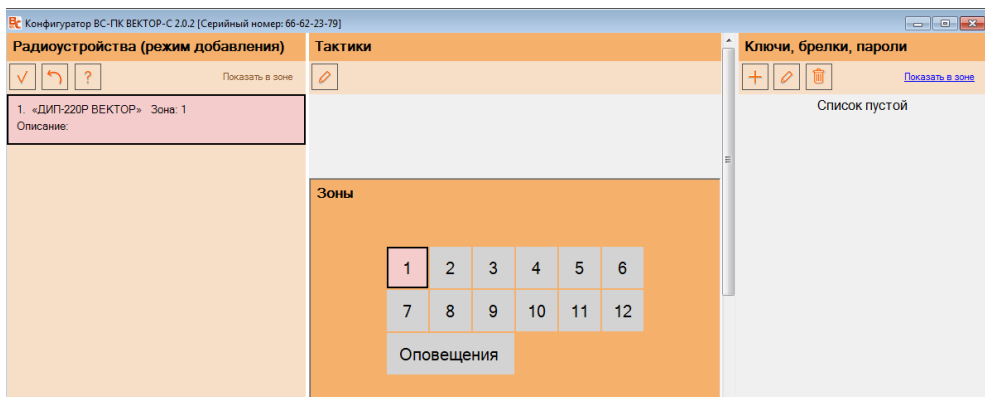 Конфигуратор ВС-ПК ВЕКТОР-С 2.0.2 [Серийный номер: 66-62-23-79]
Радиоустройства (режим добавления)
?
Показать в зоне
1. «ДИП-220Р ВЕКТОР» Зона: 1
Описание:
Тактики
Зоны
1 2 3 4 5 6
7 8 9 10 11 12
Оповещения
Ключи, брелки, пароли
Показать в зоне
Список пустой